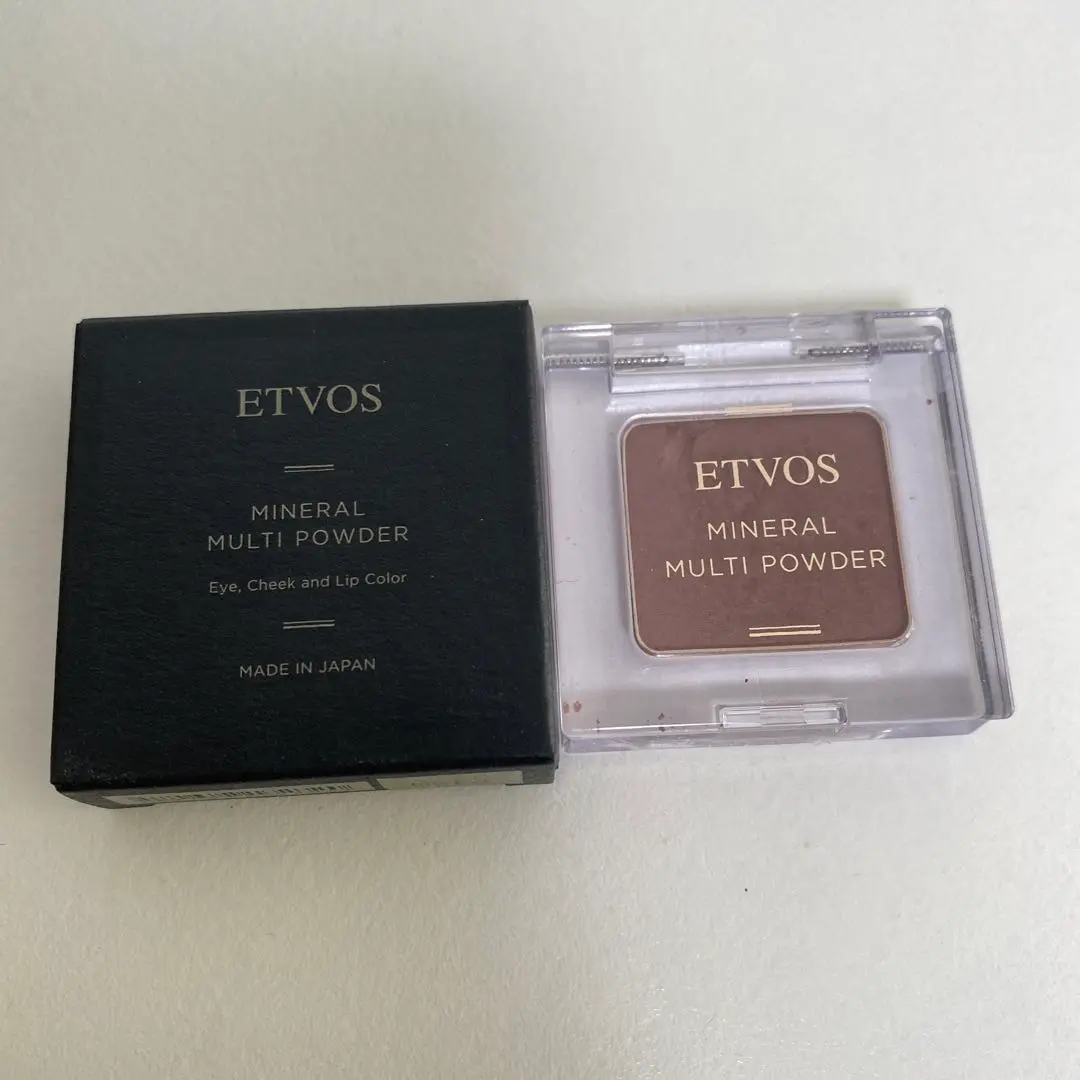 ETVOS
MINERAL
MULTI POWDER
Eye, Cheek and Lip Color
MADE IN JAPAN
ETVOS
MINERAL
MULTI POWDER